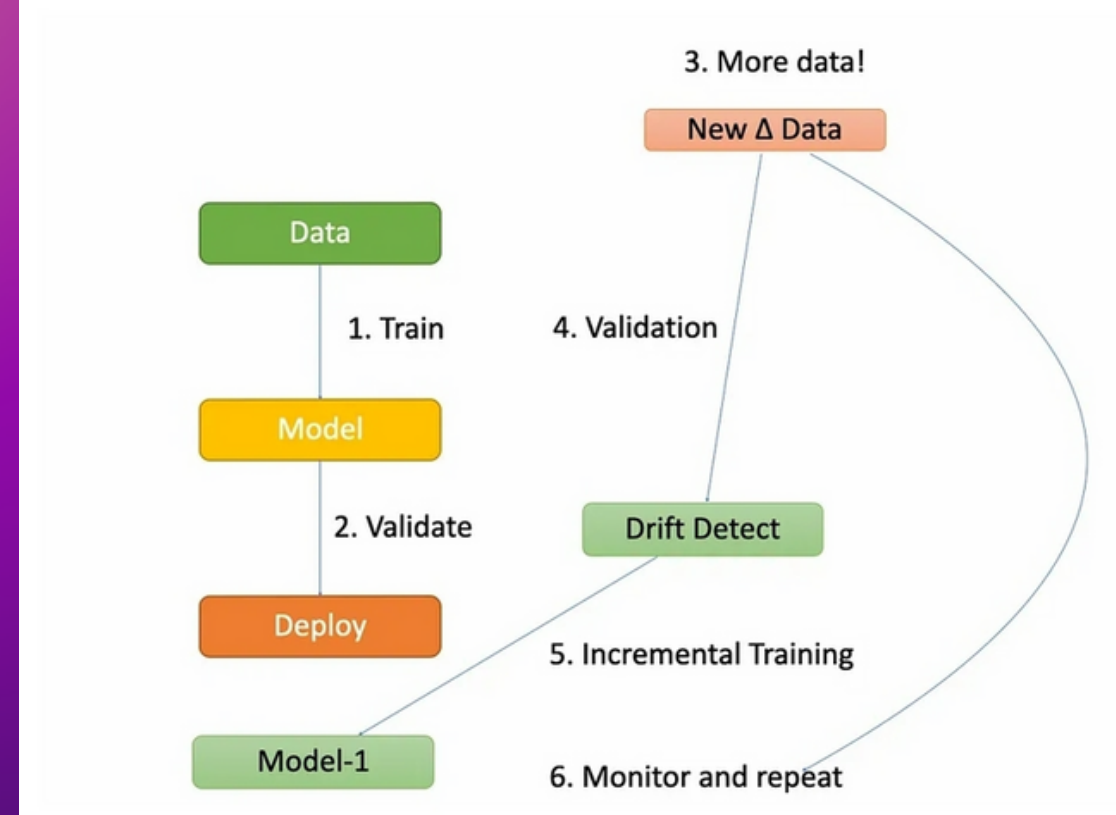 3. More data!
New Δ Data
Data
1. Train
4. Validation
Model
2. Validate
Drift Detect
Deploy
5. Incremental Training
Model-1
6. Monitor and repeat